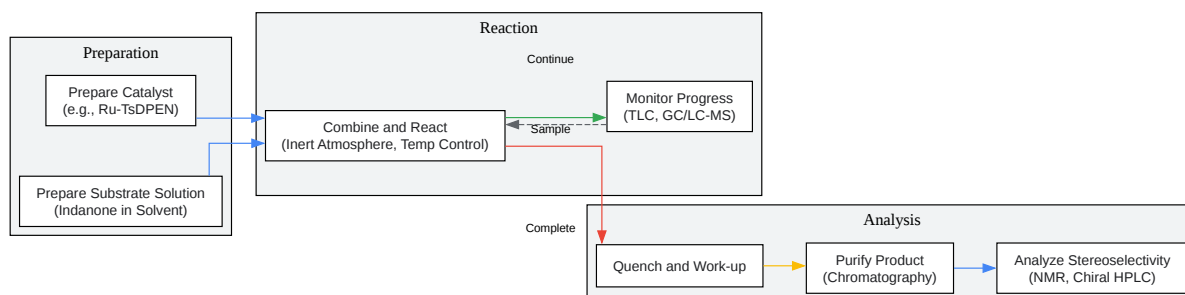 Preparation
Prepare Catalyst
(e.g., Ru-TsDPEN)
Prepare Substrate Solution
(Indanone in Solvent)
Reaction
Continue
Combine and React
(Inert Atmosphere, Temp Control)
Monitor Progress
(TLC, GC/LC-MS)
Sample
Complete
Analysis
Quench and Work-up
Purify Product
(Chromatography)
Analyze Stereoselectivity
(NMR, Chiral HPLC)